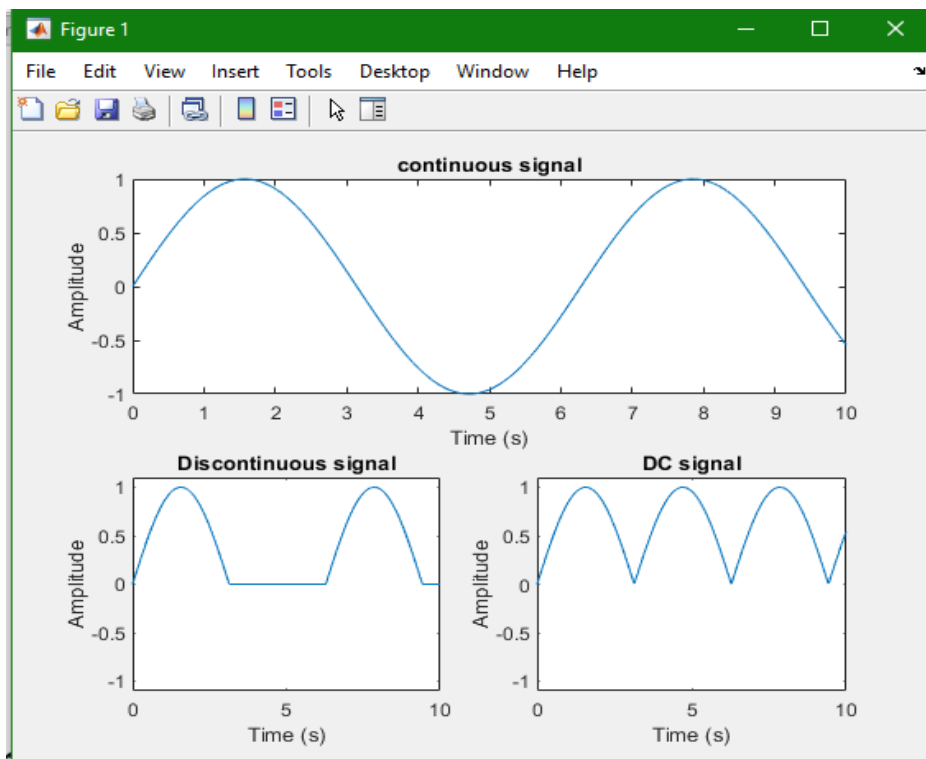 Figure 1
File Edit View Insert Tools Desktop Window Help
continuous signal
1
0.5
0
-0.5
-1
Amplitude
0 1 2 3 4 5 6 7 8 9 10
Time (s)
Discontinuous signal
1
0.5
0
-0.5
-1
Amplitude
0 5 10
Time (s)
DC signal
1
0.5
0
-0.5
-1
Amplitude
0 5 10
Time (s)